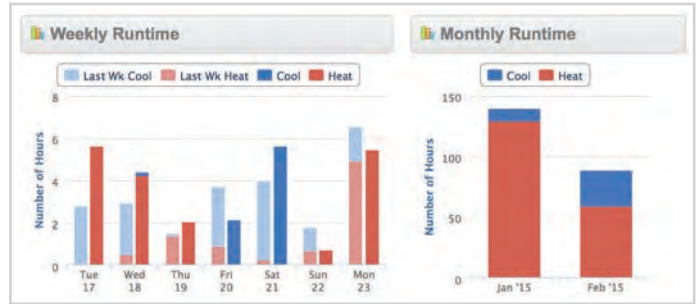 Weekly Runtime
Last Wk Cool Last Wk Heat Cool Heat
8
6
4
2
0
Number of Hours
Tue Wed Thu Fri Sat Sun Mon
17 18 19 20 21 22 23
Monthly Runtime
Cool Heat
150
100
50
0
Number of Hours
Jan '15 Feb '15